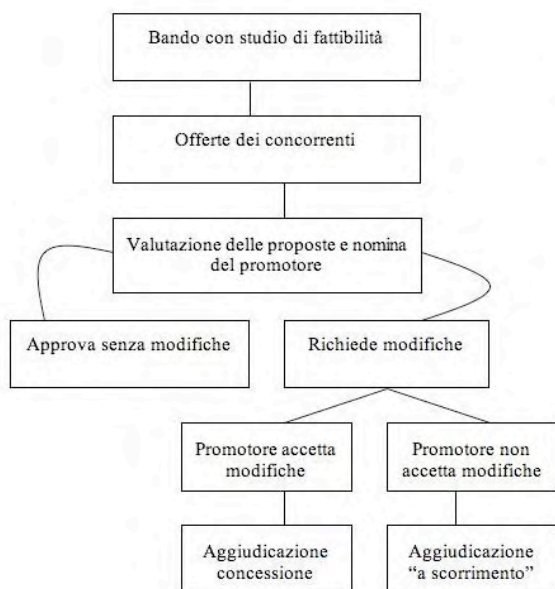 Bando con studio di fattibilità
Offerte dei concorrenti
Valutazione delle proposte e nomina
del promotore
Approva senza modifiche
Richiede modifiche
Promotore accetta
modifiche
Promotore non
accetta modifiche
Aggiudicazione
concessione
Aggiudicazione
“a scorrimento”